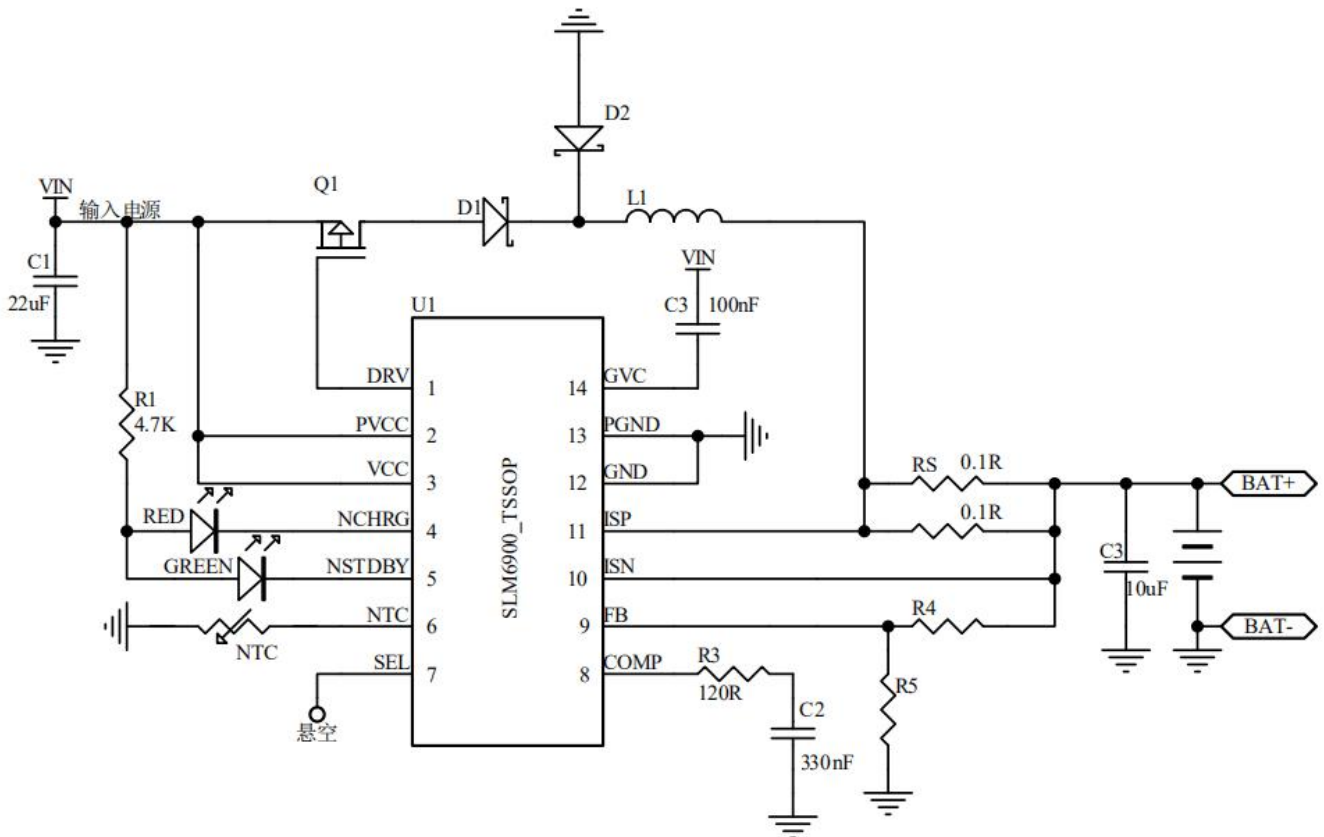 D2
Q1
VIN
输入电源
D1
L1
C1
22uF
VIN
C3 100nF
U1
DRV 1
14 GVC
R1
4.7K
PVCC 2
13 PGND
VCC 3
12 GND
RS 0.1R
BAT+
RED
NCHRG 4
11 ISP
0.1R
GREEN
NSTDBY 5
10 ISN
C3
10uF
SLM6900_TSSOP
NTC 6
9 FB
R4
BAT-
NTC
SEL 7
8 COMP
R3
120R
R5
悬空
C2
330nF